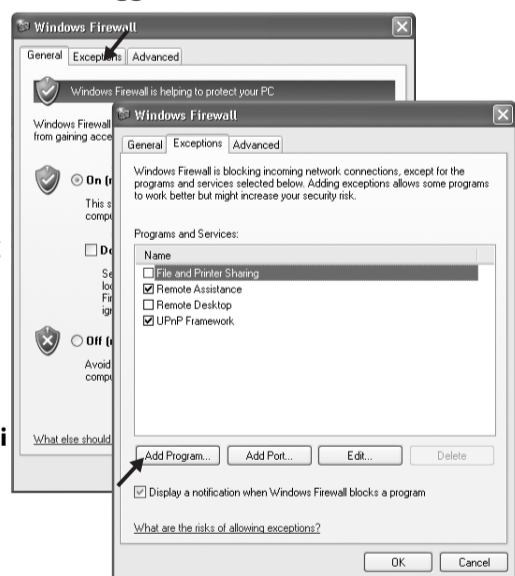 gg
Windows Firewall
General Exceptions Advanced
Windows Firewall is helping to protect your PC
Windows Firewall
from gaining acce
On (r
This s
compu
Do
Se
loc
Fir
ign
Off (
Avoid
compu
What else should
i
Windows Firewall
General Exceptions Advanced
Windows Firewall is blocking incoming network connections, except for the
programs and services selected below. Adding exceptions allows some programs
to work better but might increase your security risk.
Programs and Services:
Name
File and Printer Sharing
Remote Assistance
Remote Desktop
UPnP Framework
Add Program... Add Port... Edit... Delete
Display a notification when Windows Firewall blocks a program
What are the risks of allowing exceptions?
OK Cancel